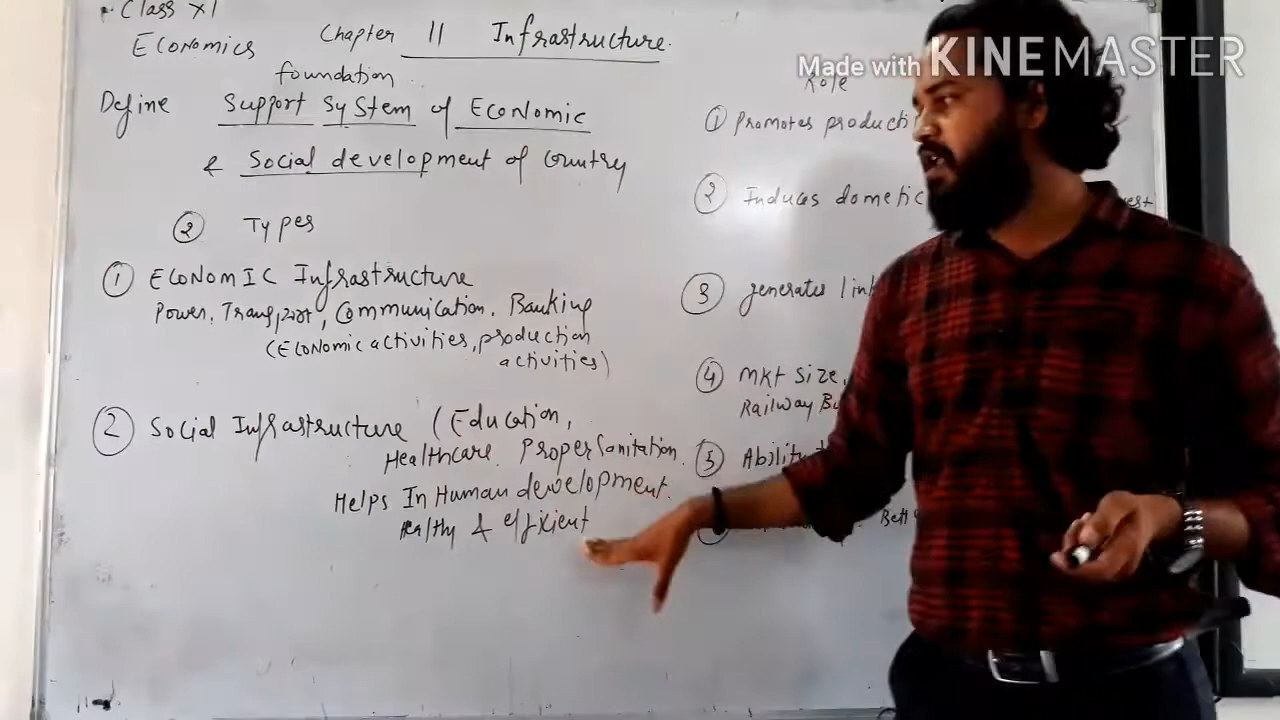 Class XI
Economics Chapter 11 Infrastructure.
foundation
Define Support System of Economic
& Social development of Country
② Types
① ECONOMIC Infrastructure
Power, Transport, Communication, Banking
(Economic activities, production
activities)
② Social Infrastructure (Education,
Healthcare Proper Sanitation.
Helps In Human development.
Healthy & efficient
Made with KINEMASTER
Role
① Promotes producti
② Induces dometic
③ generates link
④ Mkt Size,
Railway
⑤ Ability
Bett